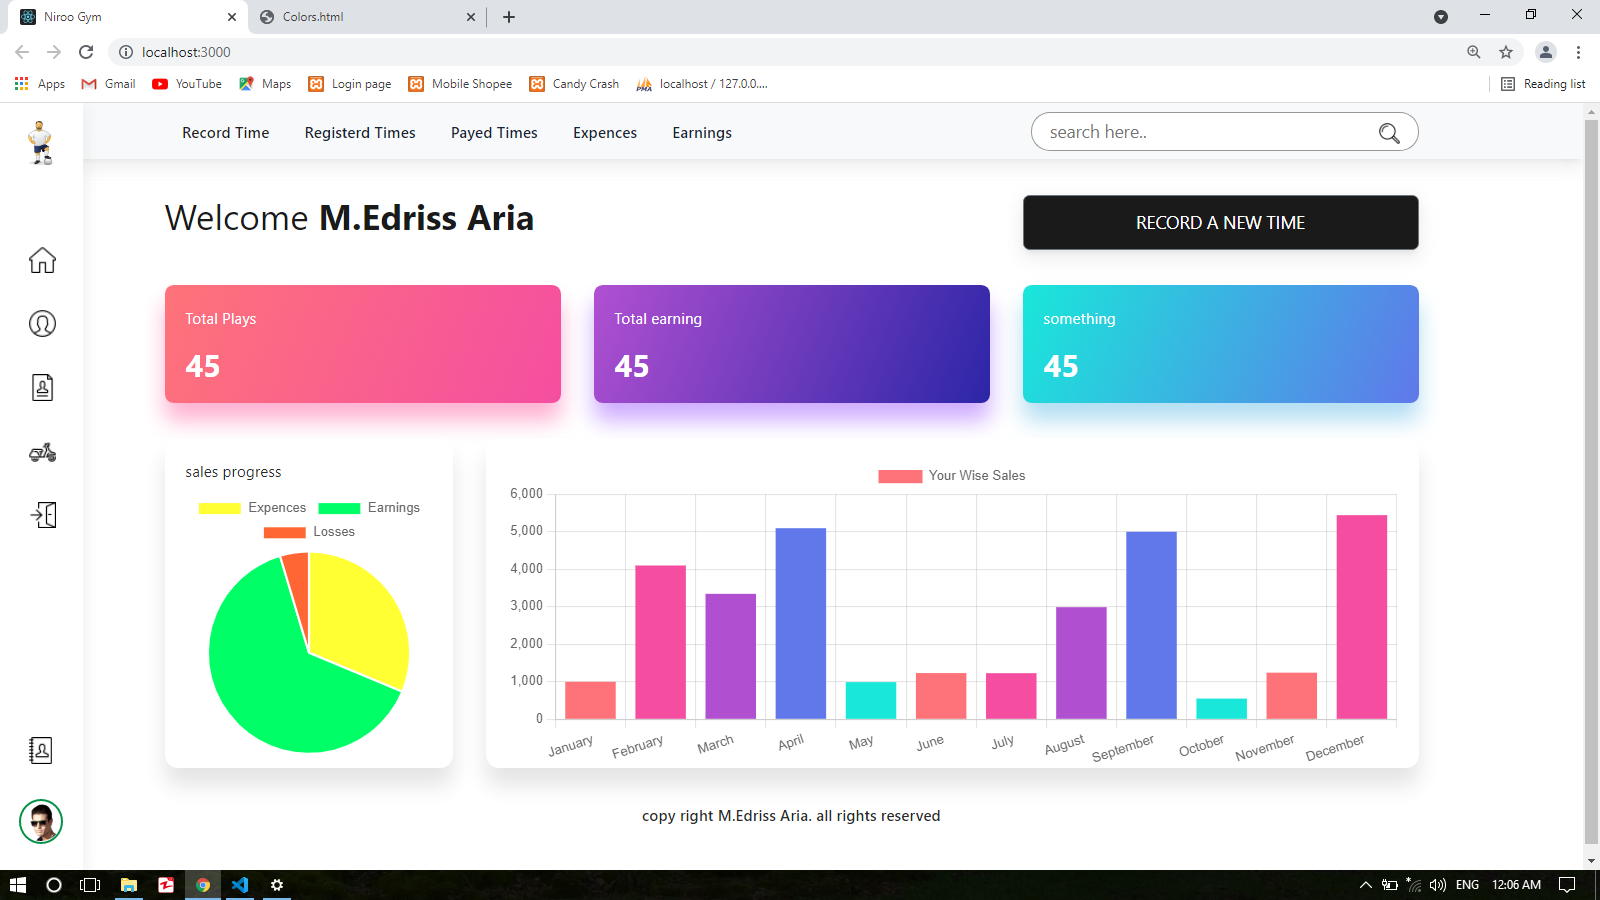 Niroo Gym
Colors.html
localhost:3000
Apps
Gmail
YouTube
Maps
Login page
Mobile Shopee
Candy Crash
localhost / 127.0.0....
Reading list
Record Time
Registerd Times
Payed Times
Expences
Earnings
search here..
Welcome M.Edriss Aria
RECORD A NEW TIME
Total Plays
45
Total earning
45
something
45
sales progress
Expences
Earnings
Losses
Your Wise Sales
6,000
5,000
4,000
3,000
2,000
1,000
0
January
February
March
April
May
June
July
August
September
October
November
December
copy right M.Edriss Aria. all rights reserved
ENG
12:06 AM